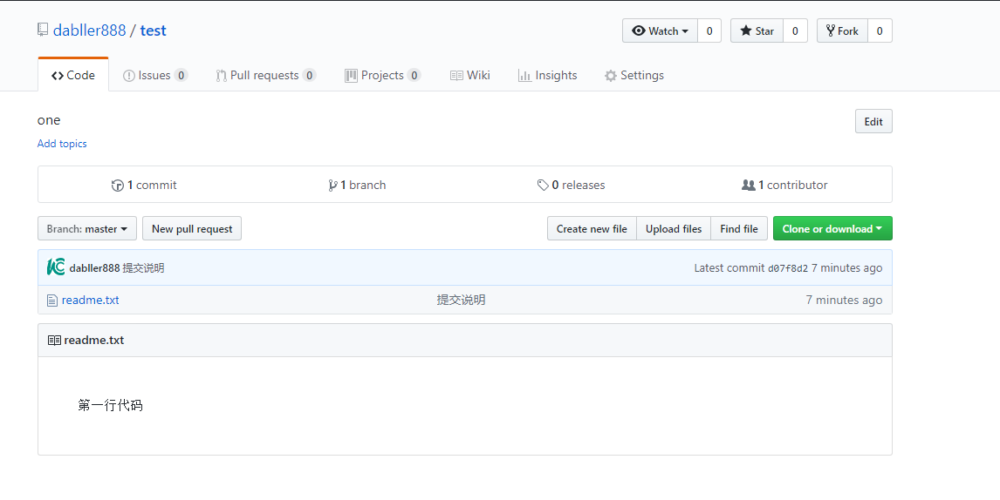 dabller888 / test Watch 0 Star 0 Fork 0
Code Issues 0 Pull requests 0 Projects 0 Wiki Insights Settings
one Edit
Add topics
1 commit 1 branch 0 releases 1 contributor
Branch: master New pull request Create new file Upload files Find file Clone or download
dabller888 提交说明 Latest commit d07f8d2 7 minutes ago
readme.txt 提交说明 7 minutes ago
readme.txt
第一行代码